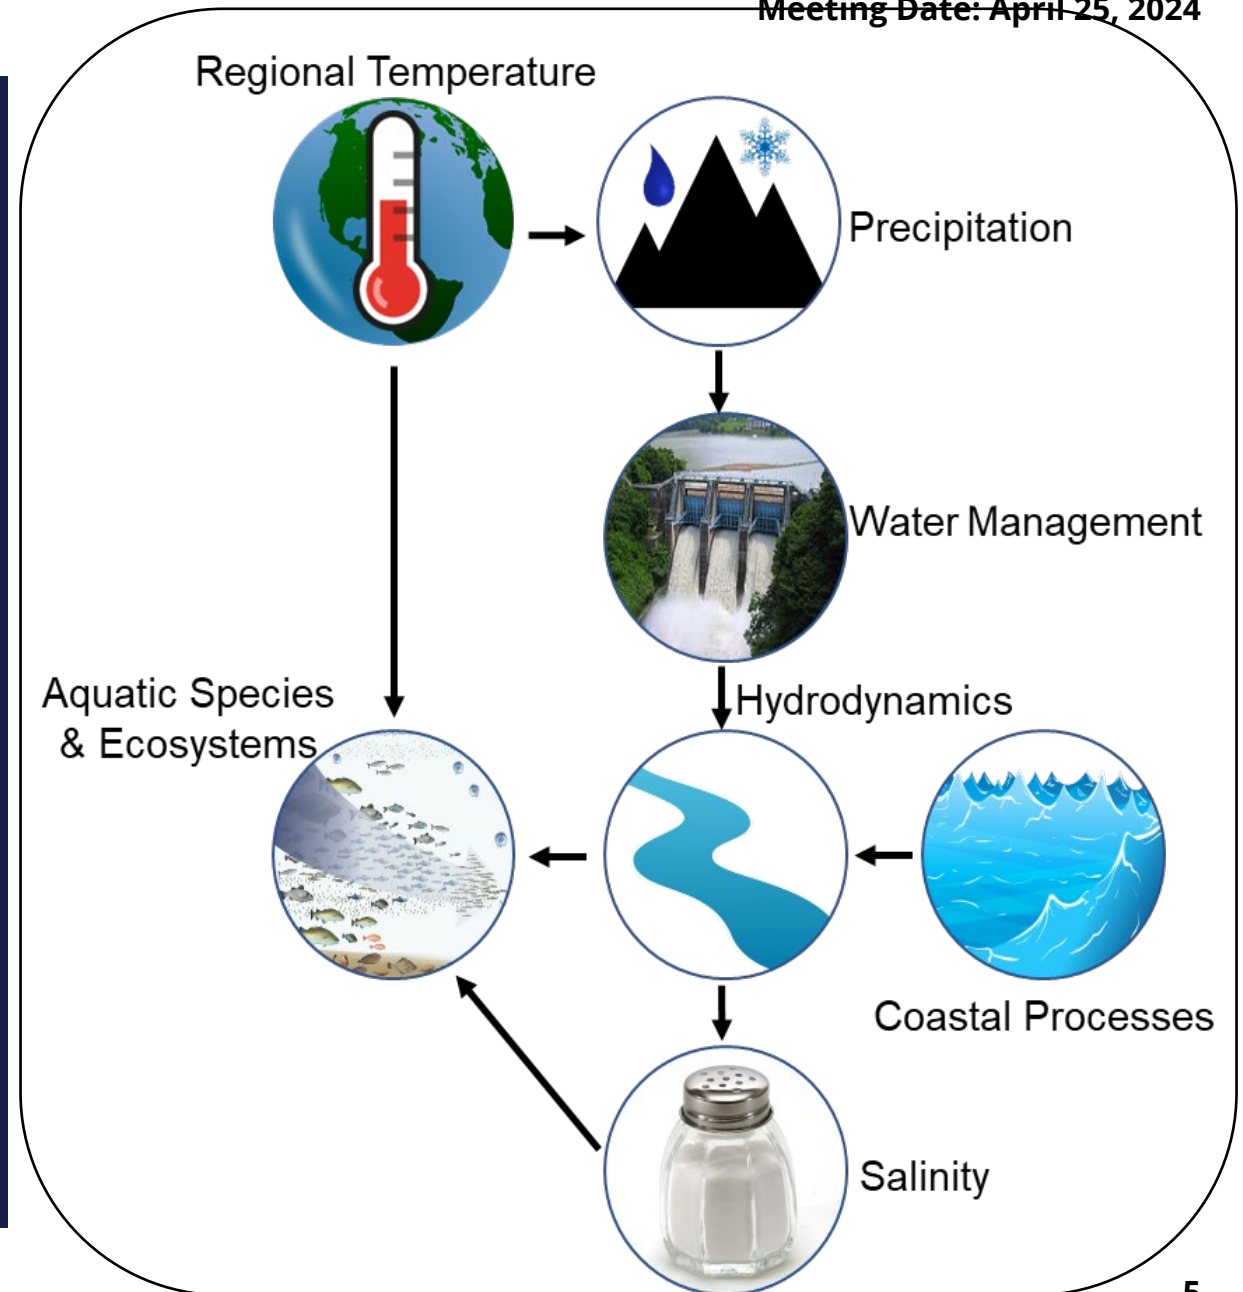 Meeting Date: April 25, 2024
Regional Temperature
Precipitation
Water Management
Aquatic Species
& Ecosystems
Hydrodynamics
Coastal Processes
Salinity
5